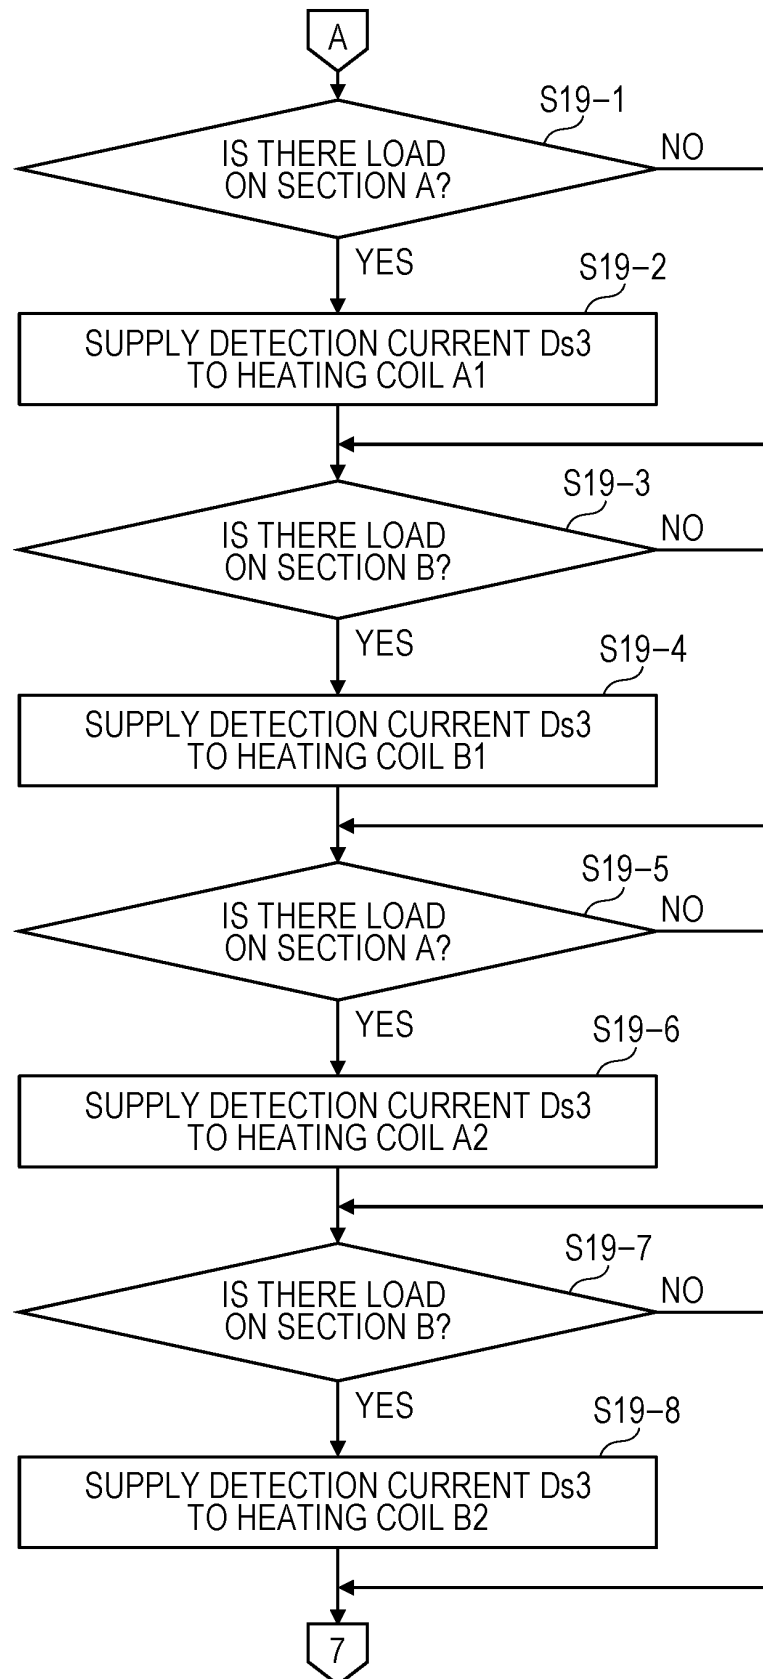 A
S19-1
IS THERE LOAD
ON SECTION A?
NO
YES
S19-2
SUPPLY DETECTION CURRENT Ds3
TO HEATING COIL A1
S19-3
IS THERE LOAD
ON SECTION B?
NO
YES
S19-4
SUPPLY DETECTION CURRENT Ds3
TO HEATING COIL B1
S19-5
IS THERE LOAD
ON SECTION A?
NO
YES
S19-6
SUPPLY DETECTION CURRENT Ds3
TO HEATING COIL A2
S19-7
IS THERE LOAD
ON SECTION B?
NO
YES
S19-8
SUPPLY DETECTION CURRENT Ds3
TO HEATING COIL B2
7